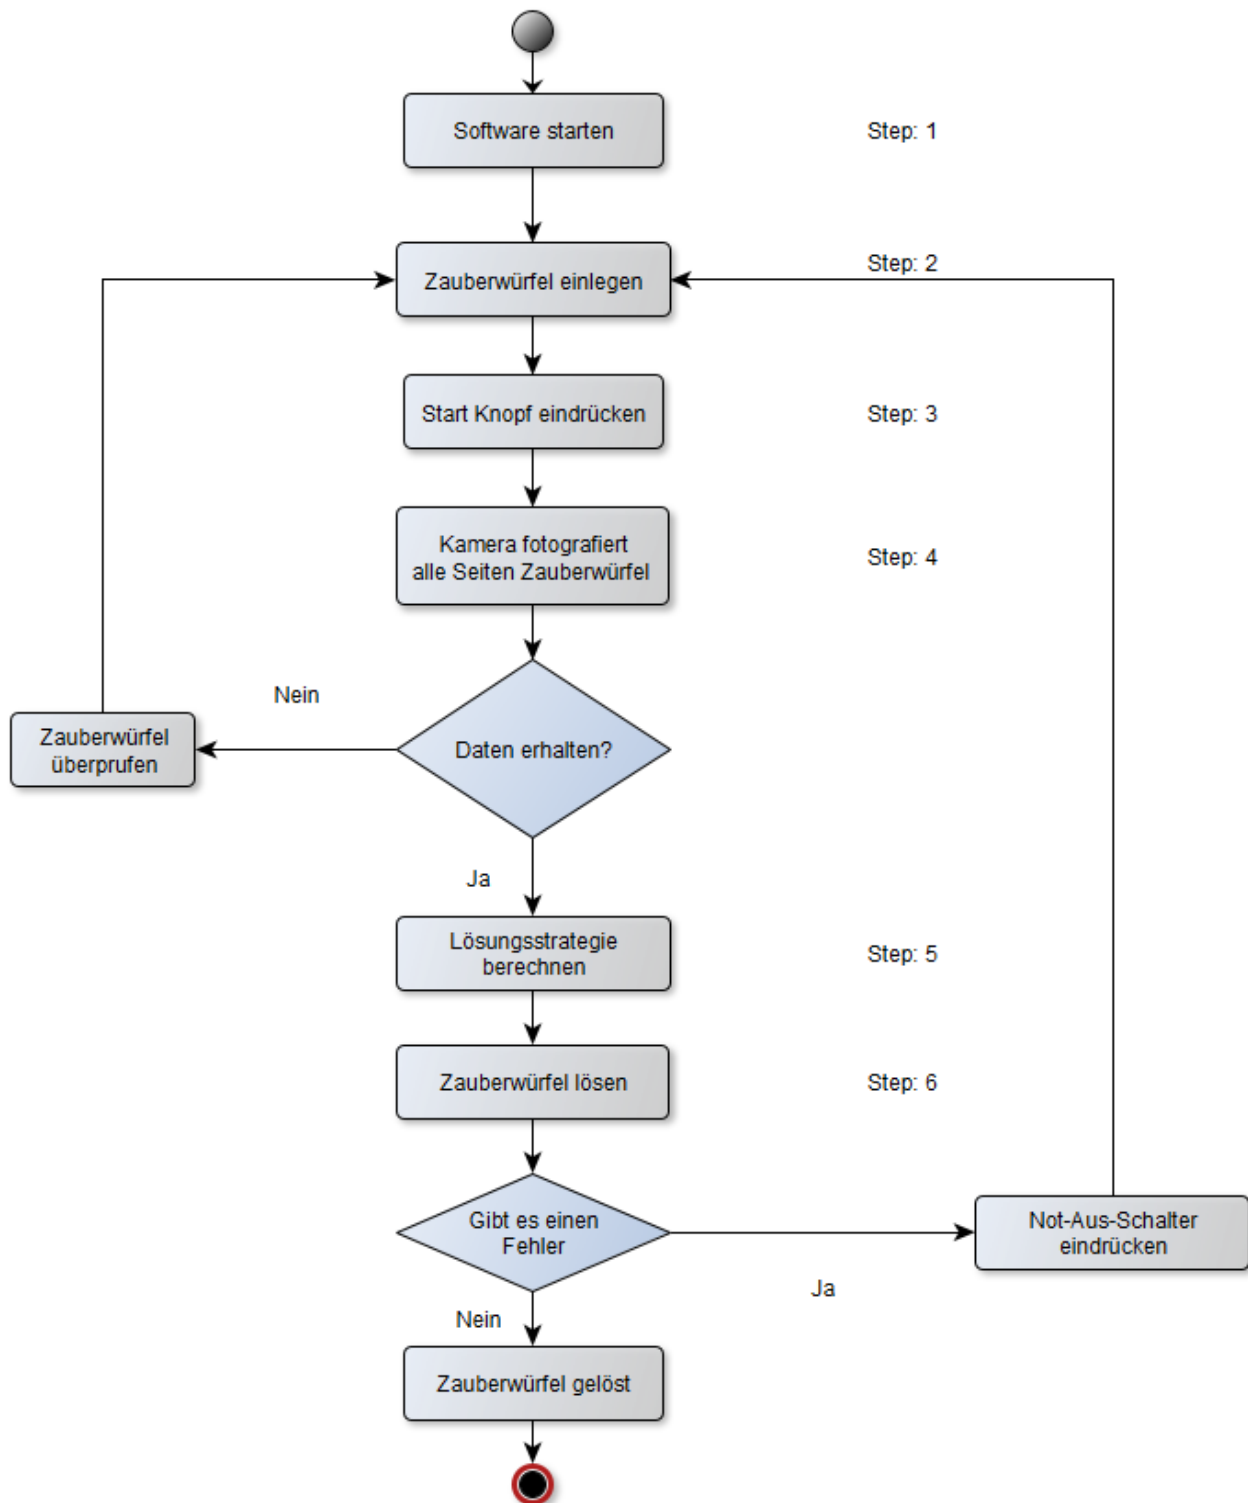 Software starten
Step: 1
Zauberwürfel einlegen
Step: 2
Start Knopf eindrücken
Step: 3
Kamera fotografiert
alle Seiten Zauberwürfel
Step: 4
Nein
Zauberwürfel
überprufen
Daten erhalten?
Ja
Lösungsstrategie
berechnen
Step: 5
Zauberwürfel lösen
Step: 6
Gibt es einen
Fehler
Not-Aus-Schalter
eindrücken
Ja
Nein
Zauberwürfel gelöst